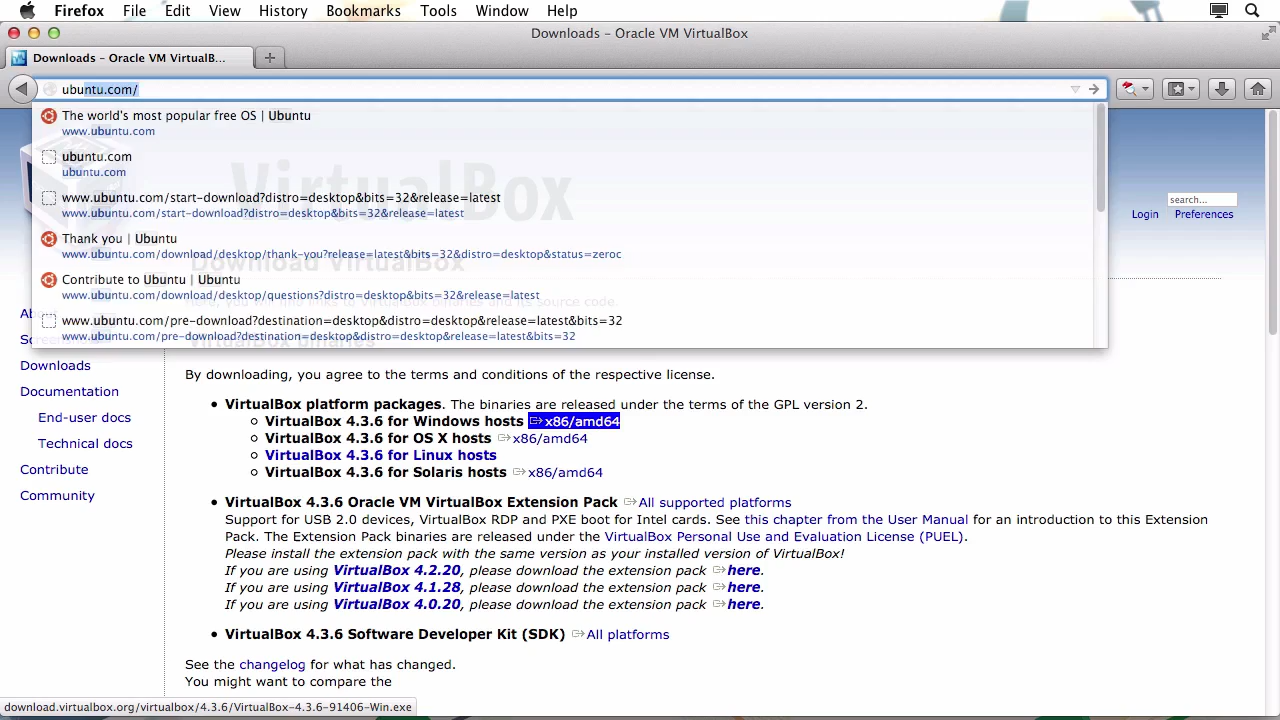 Firefox File Edit View History Bookmarks Tools Window Help
Downloads – Oracle VM VirtualBox
Downloads – Oracle VM VirtualB...
ubuntu.com/
The world's most popular free OS | Ubuntu
www.ubuntu.com
ubuntu.com
ubuntu.com
www.ubuntu.com/start-download?distro=desktop&bits=32&release=latest
www.ubuntu.com/start-download?distro=desktop&bits=32&release=latest
Thank you | Ubuntu
www.ubuntu.com/download/desktop/thank-you?release=latest&bits=32&distro=desktop&status=zeroc
Contribute to Ubuntu | Ubuntu
www.ubuntu.com/download/desktop/questions?distro=desktop&bits=32&release=latest
www.ubuntu.com/pre-download?destination=desktop&distro=desktop&release=latest&bits=32
www.ubuntu.com/pre-download?destination=desktop&distro=desktop&release=latest&bits=32
VirtualBox
search...
Login Preferences
Download VirtualBox
VirtualBox binaries
Downloads
Documentation
End-user docs
Technical docs
Contribute
Community
By downloading, you agree to the terms and conditions of the respective license.
• VirtualBox platform packages. The binaries are released under the terms of the GPL version 2.
VirtualBox 4.3.6 for Windows hosts x86/amd64
VirtualBox 4.3.6 for OS X hosts x86/amd64
VirtualBox 4.3.6 for Linux hosts
VirtualBox 4.3.6 for Solaris hosts x86/amd64
• VirtualBox 4.3.6 Oracle VM VirtualBox Extension Pack All supported platforms
Support for USB 2.0 devices, VirtualBox RDP and PXE boot for Intel cards. See this chapter from the User Manual for an introduction to this Extension
Pack. The Extension Pack binaries are released under the VirtualBox Personal Use and Evaluation License (PUEL).
Please install the extension pack with the same version as your installed version of VirtualBox!
If you are using VirtualBox 4.2.20, please download the extension pack here.
If you are using VirtualBox 4.1.28, please download the extension pack here.
If you are using VirtualBox 4.0.20, please download the extension pack here.
• VirtualBox 4.3.6 Software Developer Kit (SDK) All platforms
See the changelog for what has changed.
You might want to compare the
download.virtualbox.org/virtualbox/4.3.6/VirtualBox-4.3.6-91406-Win.exe